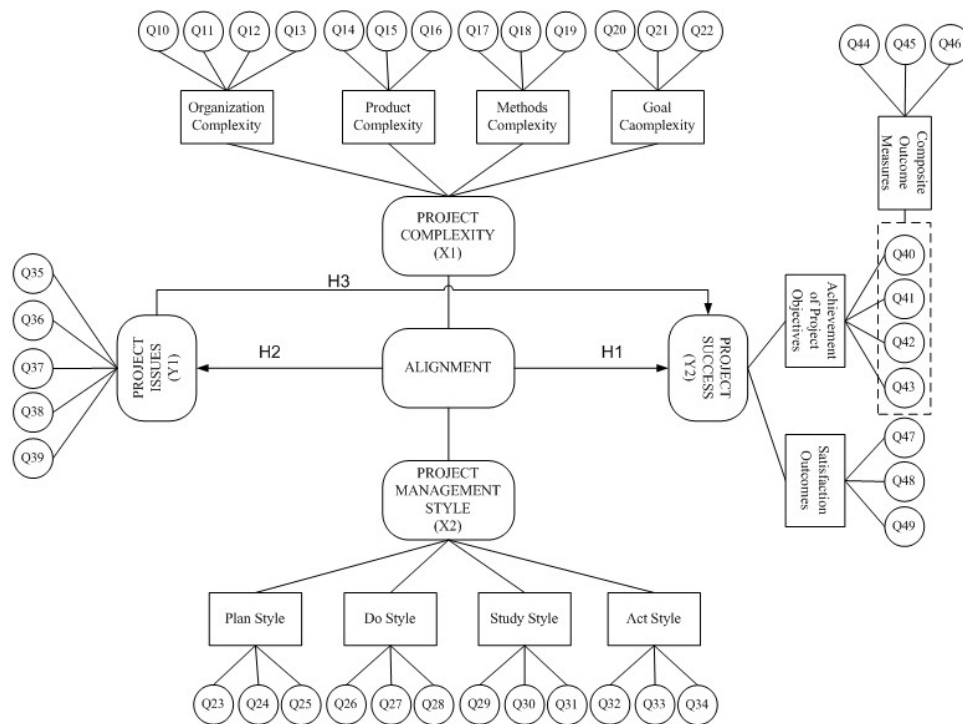 Q10 Q11 Q12 Q13 Q14 Q15 Q16 Q17 Q18 Q19 Q20 Q21 Q22
Q44 Q45 Q46
Organization
Complexity
Product
Complexity
Methods
Complexity
Goal
Caomplexity
Composite
Outcome
Measures
PROJECT
COMPLEXITY
(X1)
Q35
Q36
Q37
Q38
Q39
H3
PROJECT
ISSUES
(Y1)
H2
ALIGNMENT
H1
PROJECT
SUCCESS
(Y2)
Achievement
of Project
Objectives
Q40
Q41
Q42
Q43
Satisfaction
Outcomes
Q47
Q48
Q49
PROJECT
MANAGEMENT
STYLE
(X2)
Plan Style
Do Style
Study Style
Act Style
Q23 Q24 Q25 Q26 Q27 Q28 Q29 Q30 Q31 Q32 Q33 Q34